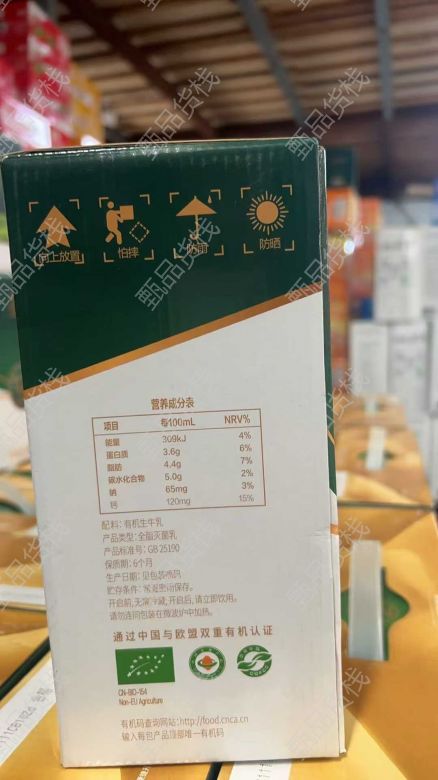 向上放置
怕摔
防雨
防晒
营养成分表
项目 每100mL NRV%
能量 309kJ 4%
蛋白质 3.6g 6%
脂肪 4.4g 7%
碳水化合物 5.0g 2%
钠 65mg 3%
钙 120mg 15%
配料：有机生牛乳
产品类型：全脂灭菌乳
产品标准号：GB 25190
保质期：6个月
生产日期：见包装喷码
贮存条件：常温密闭保存。
开启前，无需冷藏；开启后，请立即饮用。
请勿连同包装在微波炉中加热。
通过中国与欧盟双重有机认证
CN-BIO-154
Non-EU Agriculture
有机码查询网站：http://food.cnca.cn
输入每包产品顶部唯一有机码
甄品货栈